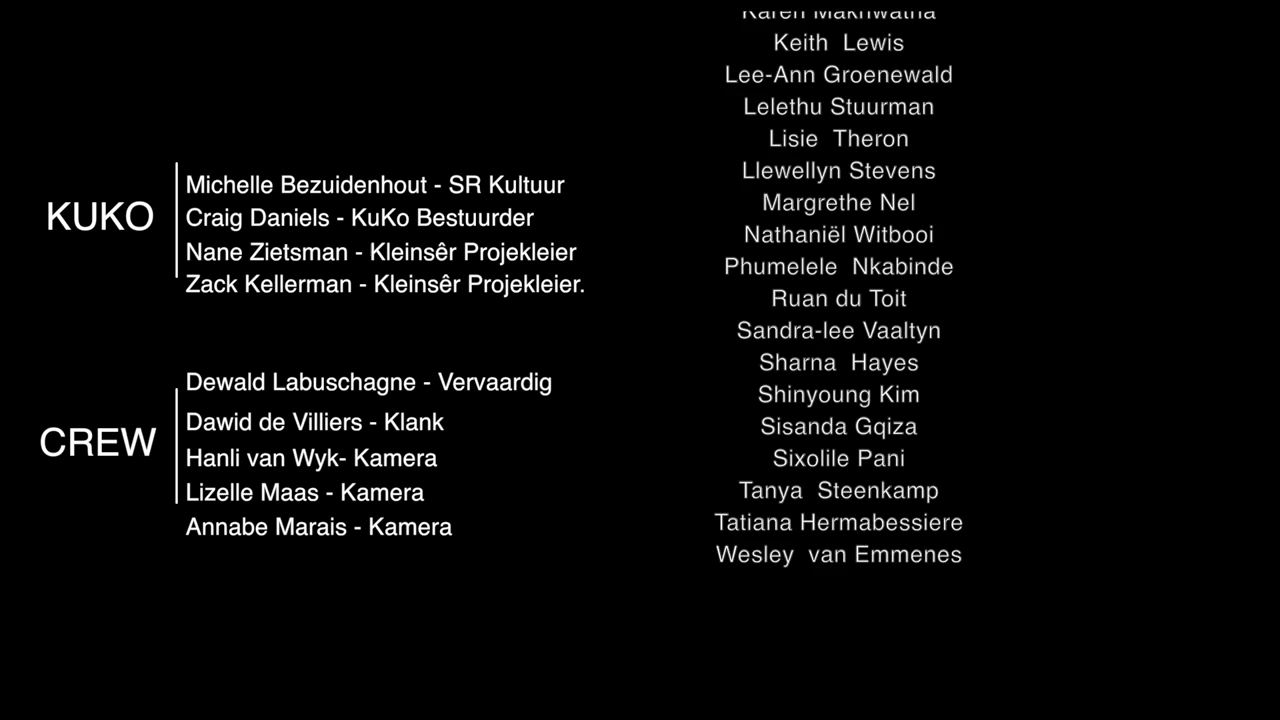 KUKO
Michelle Bezuidenhout - SR Kultuur
Craig Daniels - KuKo Bestuurder
Nane Zietsman - Kleinsêr Projekleier
Zack Kellerman - Kleinsêr Projekleier.
CREW
Dewald Labuschagne - Vervaardig
Dawid de Villiers - Klank
Hanli van Wyk- Kamera
Lizelle Maas - Kamera
Annabe Marais - Kamera
Karen Makhwatha
Keith Lewis
Lee-Ann Groenewald
Lelethu Stuurman
Lisie Theron
Llewellyn Stevens
Margrethe Nel
Nathaniël Witbooi
Phumelele Nkabinde
Ruan du Toit
Sandra-lee Vaaltyn
Sharna Hayes
Shinyoung Kim
Sisanda Gqiza
Sixolile Pani
Tanya Steenkamp
Tatiana Hermabessiere
Wesley van Emmenes